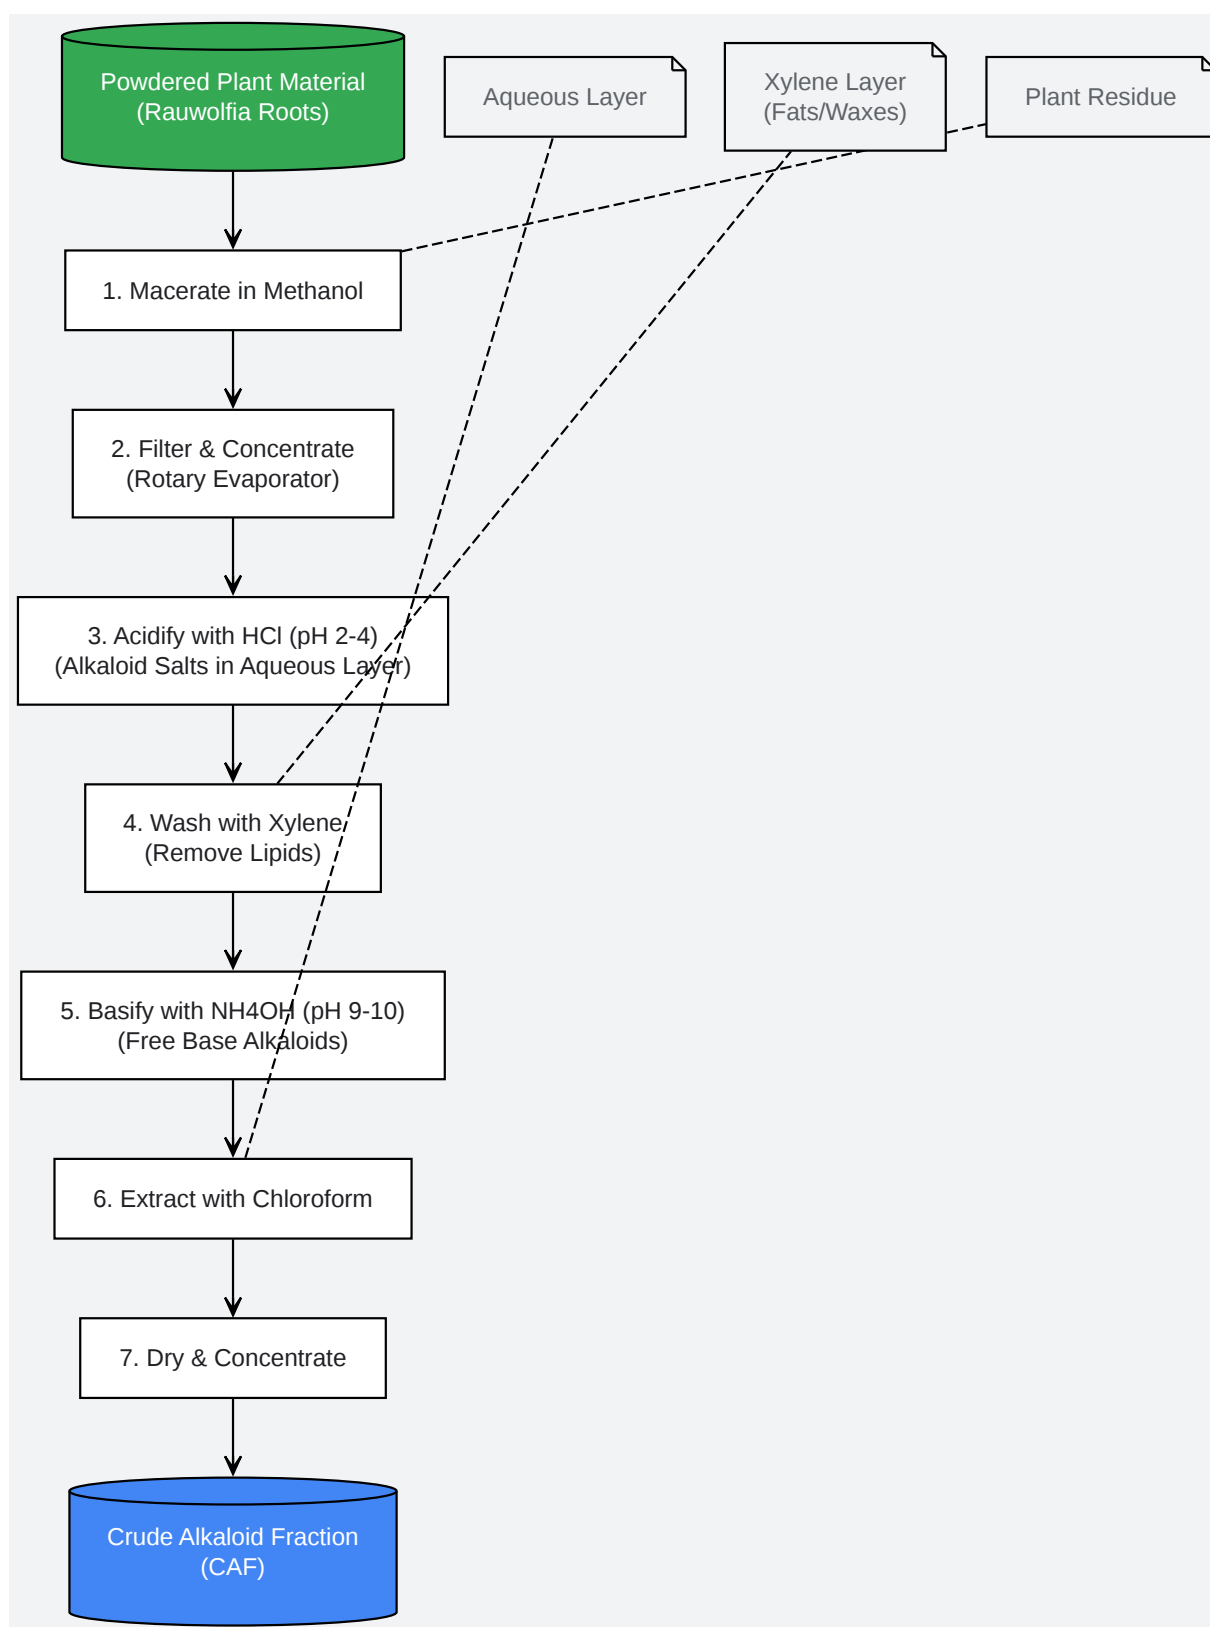 Powdered Plant Material
(Rauwolfia Roots)
Aqueous Layer
Xylene Layer
(Fats/Waxes)
Plant Residue
1. Macerate in Methanol
2. Filter & Concentrate
(Rotary Evaporator)
3. Acidify with HCl (pH 2-4)
(Alkaloid Salts in Aqueous Layer)
4. Wash with Xylene
(Remove Lipids)
5. Basify with NH4OH (pH 9-10)
(Free Base Alkaloids)
6. Extract with Chloroform
7. Dry & Concentrate
Crude Alkaloid Fraction
(CAF)